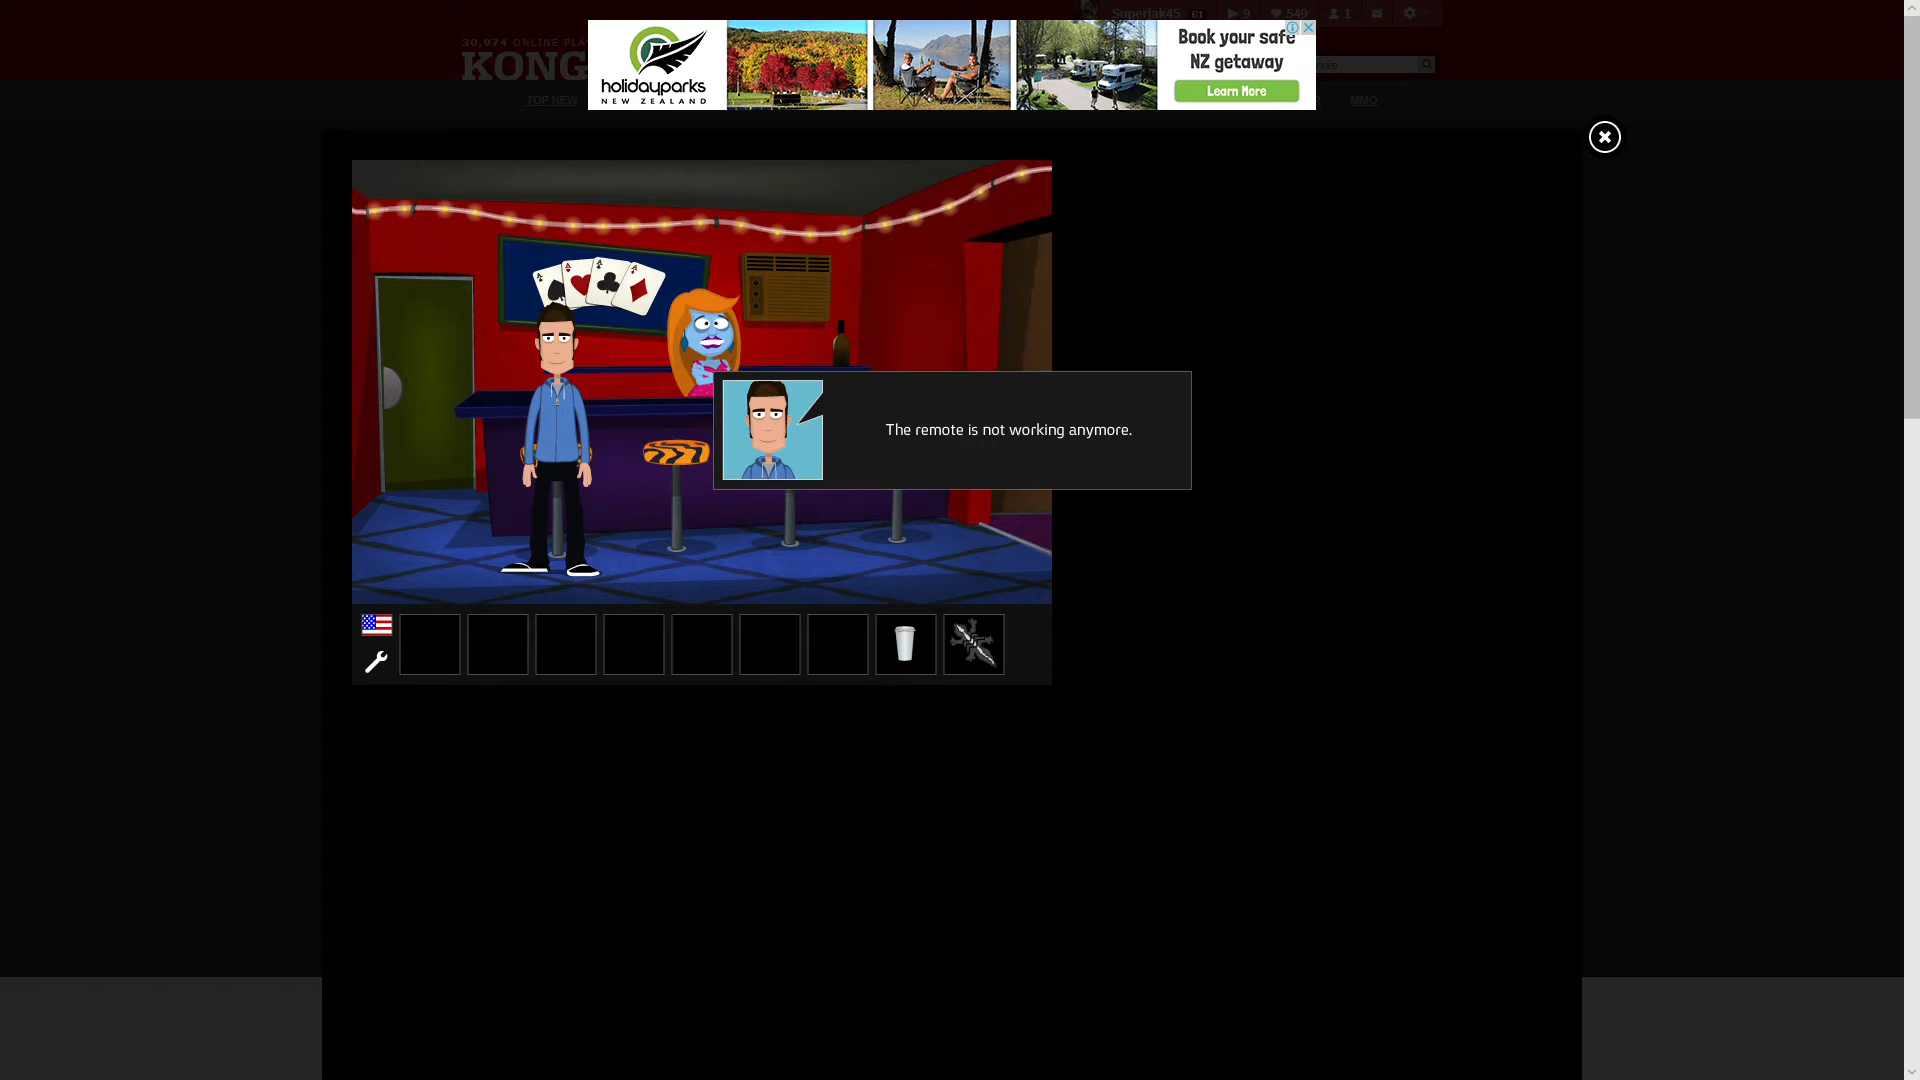 Superjak45 61 9 549 1
30,974 ONLINE PLA
KONG
holidayparks
NEW ZEALAND
Book your safe
NZ getaway
Learn More
more
TOP NEW
MMO
A
A
A
A
The remote is not working anymore.